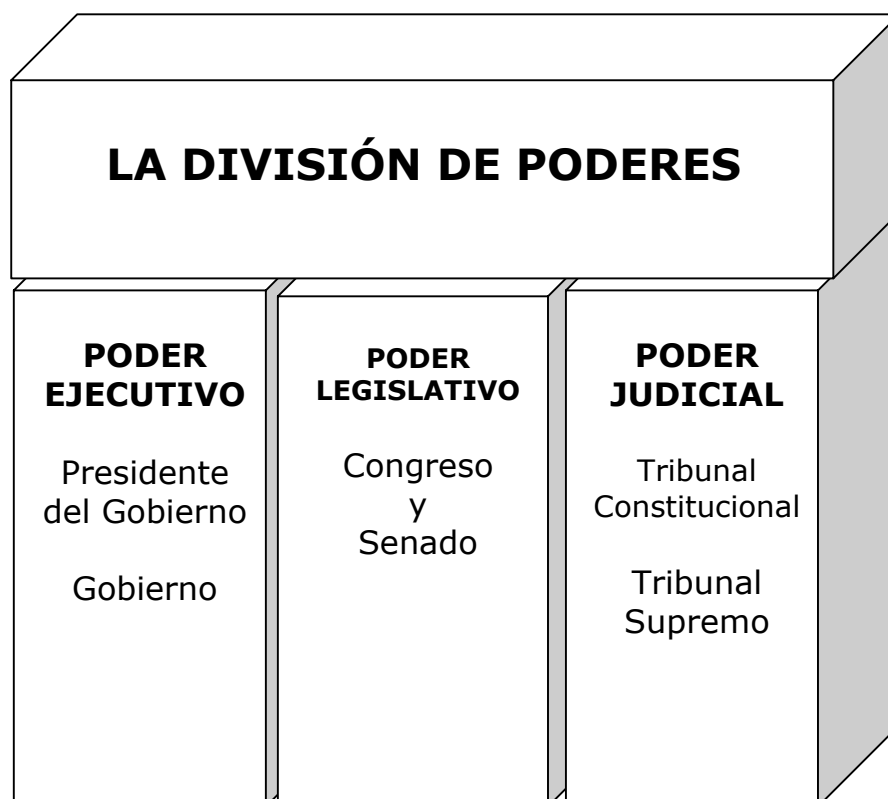 LA DIVISIÓN DE PODERES
PODER
EJECUTIVO
Presidente
del Gobierno
Gobierno
PODER
LEGISLATIVO
Congreso
y
Senado
PODER
JUDICIAL
Tribunal
Constitucional
Tribunal
Supremo